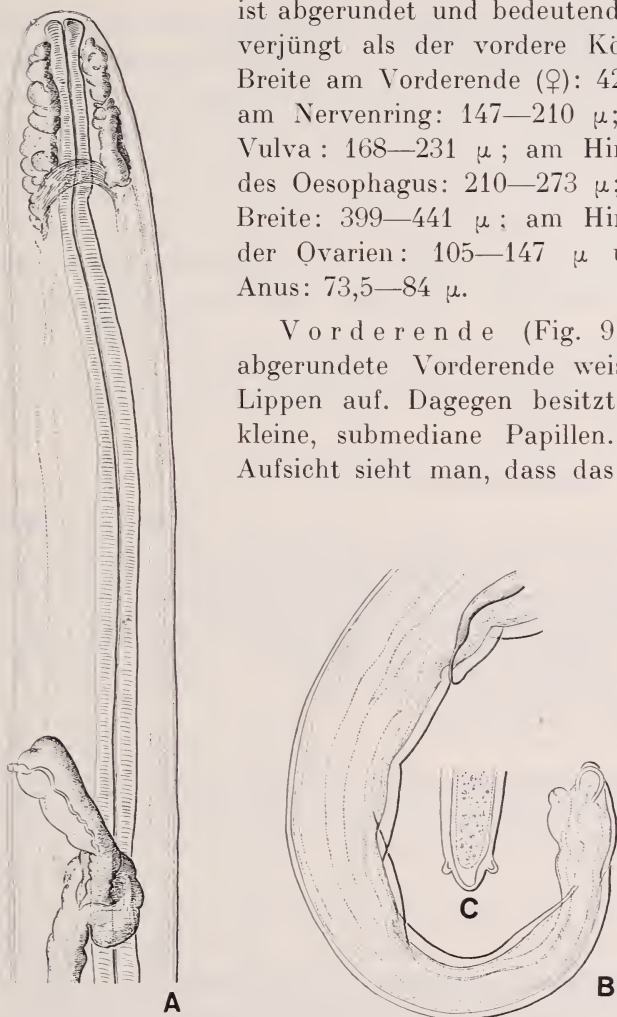 ist abgerundet und bedeutend
verjüngt als der vordere Kö
Breite am Vorderende (♀): 42
am Nervenring: 147—210 μ;
Vulva : 168—231 μ ; am Hin
des Oesophagus: 210—273 μ;
Breite: 399—441 μ ; am Hin
der Ovarien: 105—147 μ u
Anus: 73,5—84 μ.
Vorderende (Fig. 9
abgerundete Vorderende weis
Lippen auf. Dagegen besitzt
kleine, submediane Papillen.
Aufsicht sieht man, dass das
C
B
A